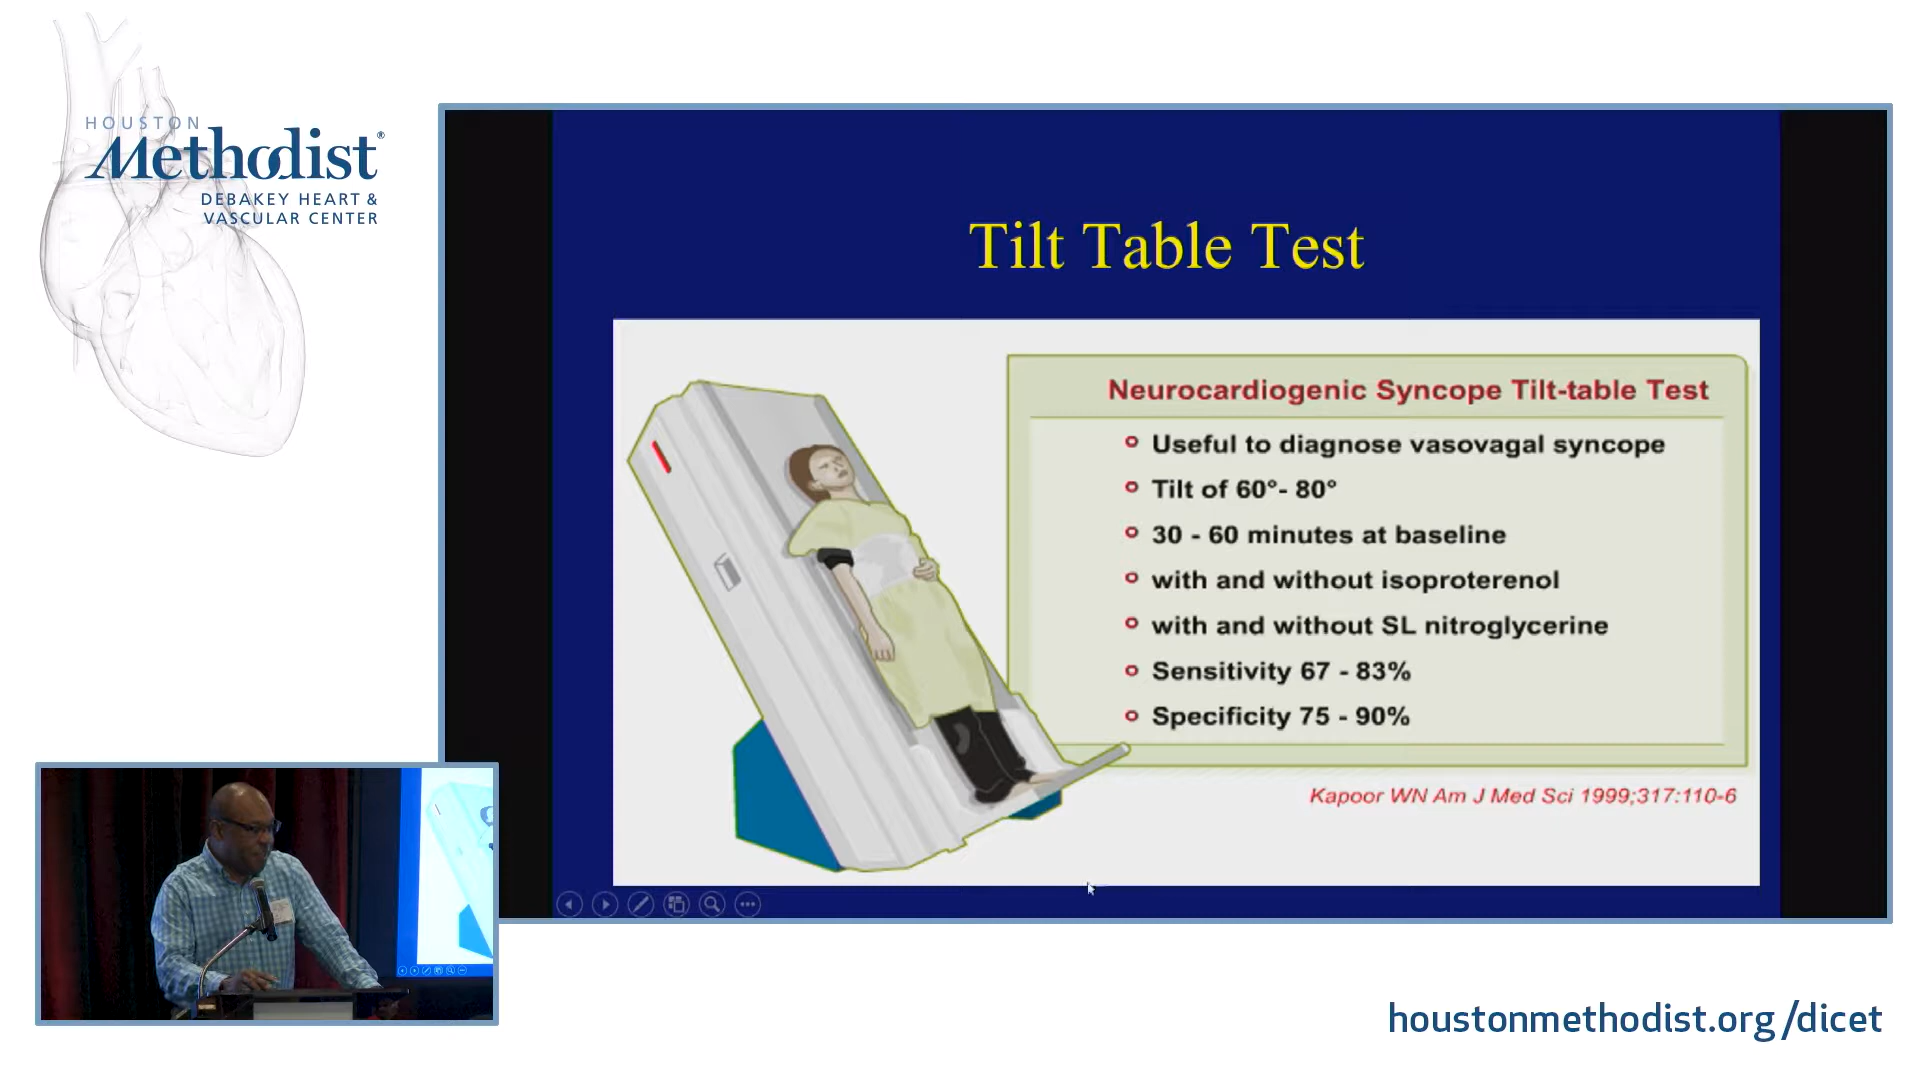 HOUSTON
Methodist®
DEBAKEY HEART &
VASCULAR CENTER
Tilt Table Test
Neurocardiogenic Syncope Tilt-table Test
Useful to diagnose vasovagal syncope
Tilt of 60°- 80°
30 - 60 minutes at baseline
with and without isoproterenol
with and without SL nitroglycerine
Sensitivity 67 - 83%
Specificity 75 - 90%
Kapoor WN Am J Med Sci 1999;317:110-6
houstonmethodist.org/dicet